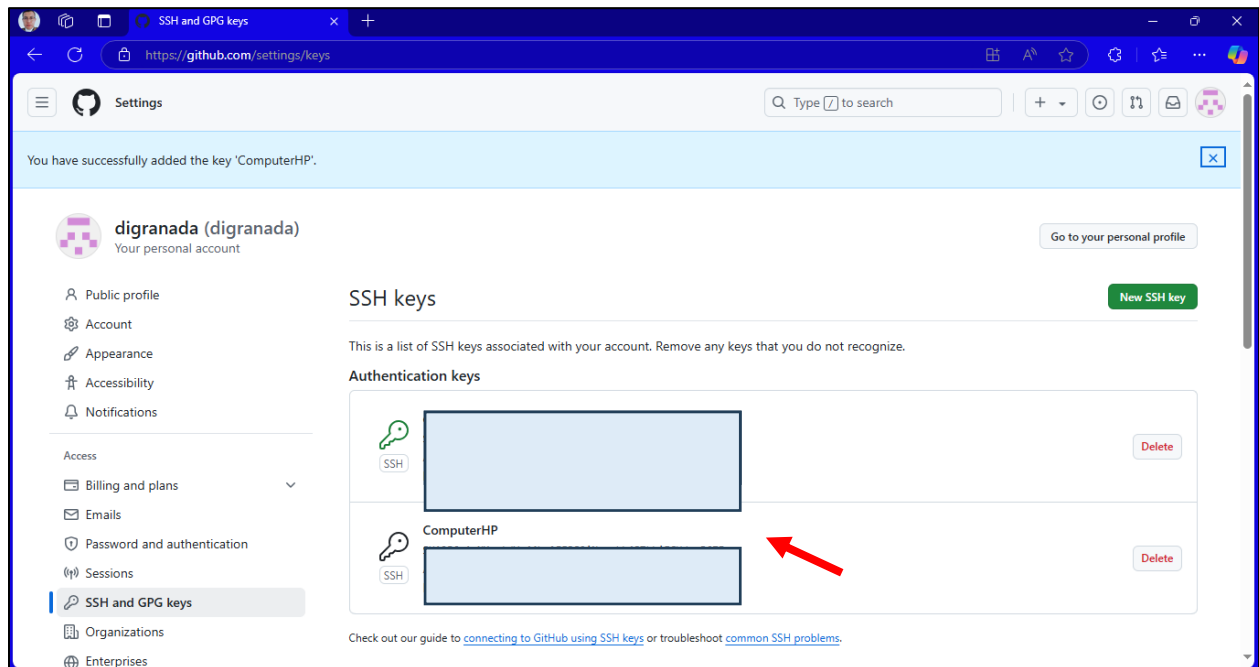 SSH and GPG keys
https://github.com/settings/keys
Settings
Type / to search
You have successfully added the key 'ComputerHP'.
digranada (digranada)
Your personal account
Go to your personal profile
Public profile
Account
Appearance
Accessibility
Notifications
Access
Billing and plans
Emails
Password and authentication
Sessions
SSH and GPG keys
Organizations
Enterprises
SSH keys
New SSH key
This is a list of SSH keys associated with your account. Remove any keys that you do not recognize.
Authentication keys
SSH
Delete
ComputerHP
SSH
Delete
Check out our guide to connecting to GitHub using SSH keys or troubleshoot common SSH problems.